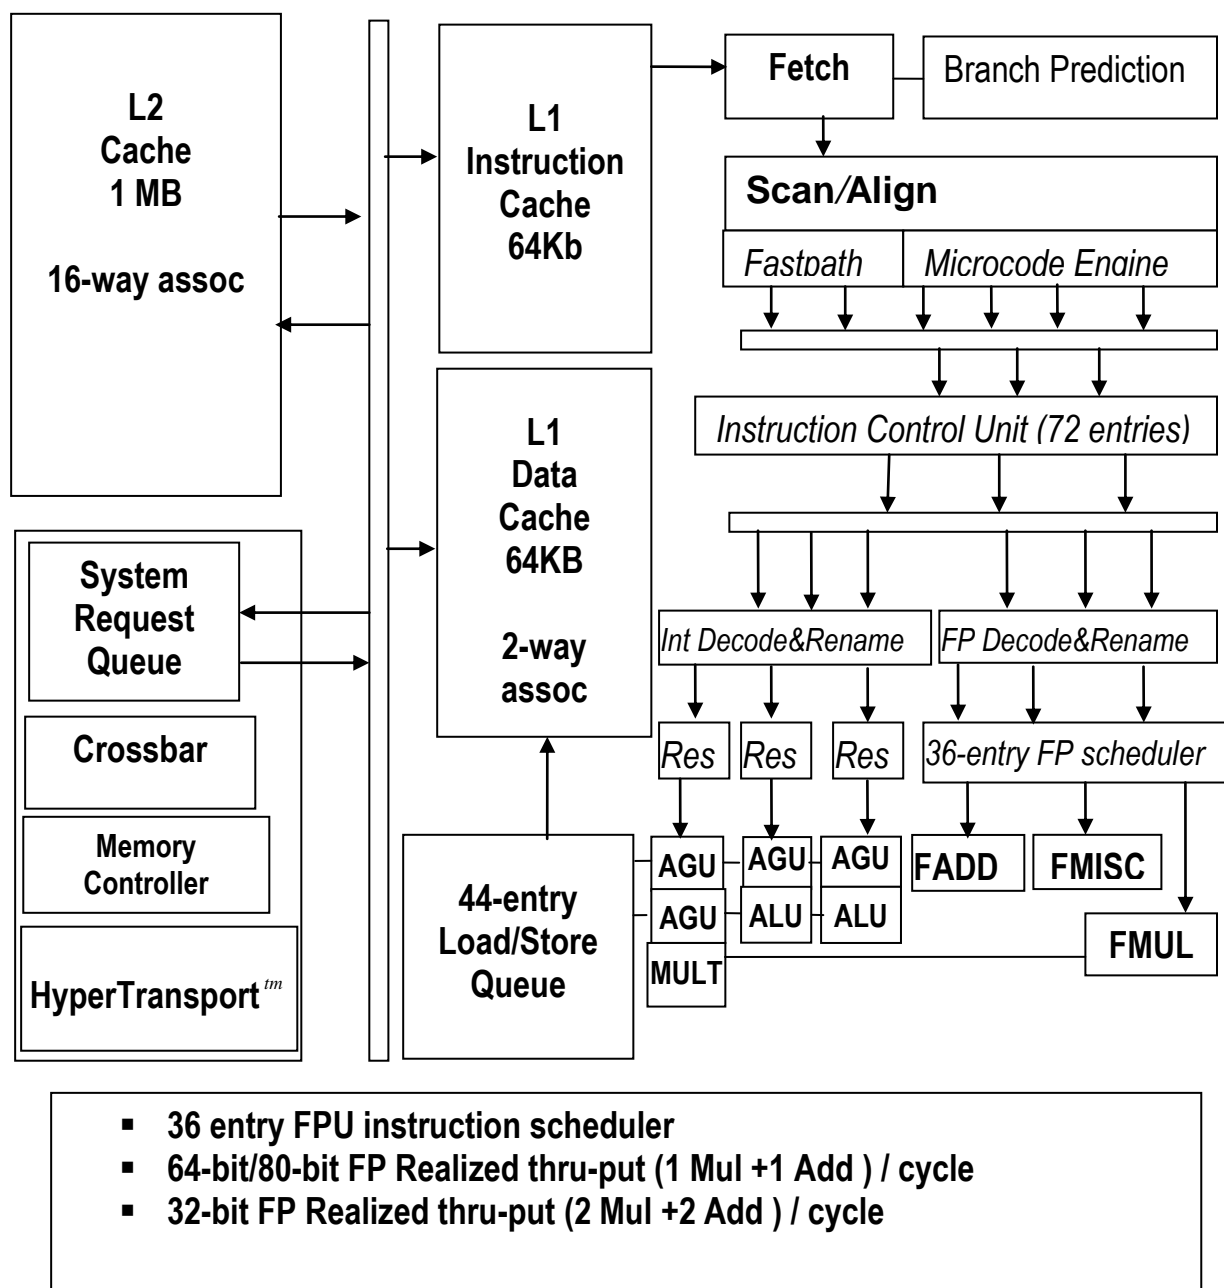 L2
Cache
1 MB
16-way assoc
L1
Instruction
Cache
64Kb
Fetch
Branch Prediction
Scan/Align
Fastpath
Microcode Engine
Instruction Control Unit (72 entries)
L1
Data
Cache
64KB
2-way
assoc
System
Request
Queue
Crossbar
Memory
Controller
HyperTransport tm
Int Decode&Rename
FP Decode&Rename
Res
Res
Res
36-entry FP scheduler
44-entry
Load/Store
Queue
AGU
AGU
AGU
AGU
ALU
ALU
MULT
FADD
FMISC
FMUL
▪ 36 entry FPU instruction scheduler
▪ 64-bit/80-bit FP Realized thru-put (1 Mul +1 Add ) / cycle
▪ 32-bit FP Realized thru-put (2 Mul +2 Add ) / cycle